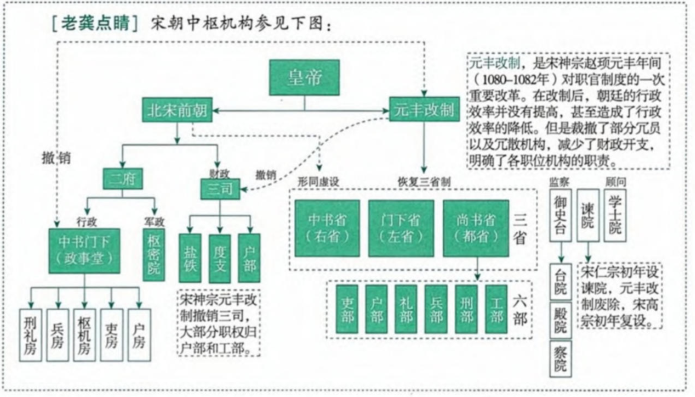 [老龚点睛] 宋朝中枢机构参见下图:
皇帝
北宋前朝
元丰改制
元丰改制,是宋神宗赵顼元丰年间
(1080-1082年)对职官制度的一次
重要改革。在改制后,朝廷的行政
效率并没有提高,甚至造成了行政
效率的降低。但是裁撤了部分冗员
以及冗散机构,减少了财政开支,
明确了各职位机构的职责。
撤销
二府
财政
三司
撤销
形同虚设
恢复三省制
行政
军政
中书门下
(政事堂)
枢密院
盐铁
度支
户部
中书省
(右省)
门下省
(左省)
尚书省
(都省)
三省
监察
御史台
谏院
顾问
学士院
刑礼房
兵房
枢机房
吏房
户房
宋神宗元丰改
制撤销三司,
大部分职权归
户部和工部。
吏部
户部
礼部
兵部
刑部
工部
六部
台院
殿院
察院
宋仁宗初年设
谏院,元丰改
制废除,宋高
宗初年复设。